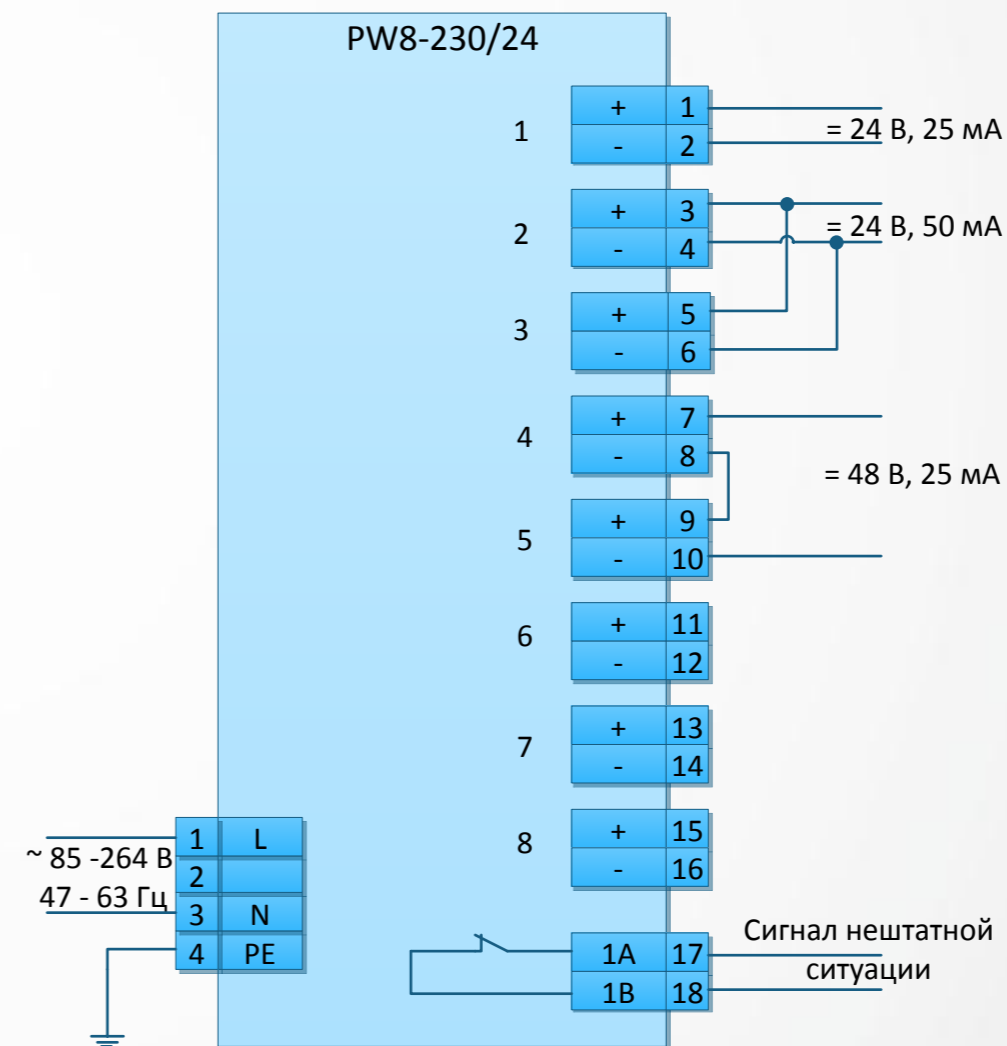 PW8-230/24
1
+ 1
- 2
= 24 В, 25 мА
2
+ 3
- 4
= 24 В, 50 мА
3
+ 5
- 6
4
+ 7
- 8
= 48 В, 25 мА
5
+ 9
- 10
6
+ 11
- 12
7
+ 13
- 14
8
+ 15
- 16
~ 85 -264 В
47 - 63 Гц
1 L
2
3 N
4 PE
1А 17
1В 18
Сигнал нештатной
ситуации